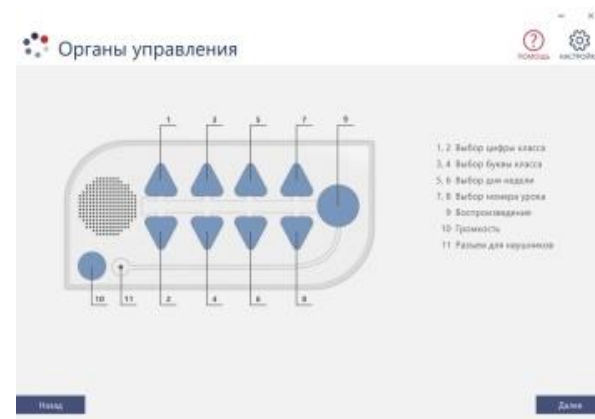 Органы управления
ПОМОЩЬ
НАСТРОЙК
1 3 5 7 9
1, 2 Выбор цифры класса
3, 4 Выбор буквы класса
5, 6 Выбор дня недели
7, 8 Выбор номера урока
9 Воспроизведение
10 Громкость
11 Разъем для наушников
10 11 2 4 6 8
Назад
Далее